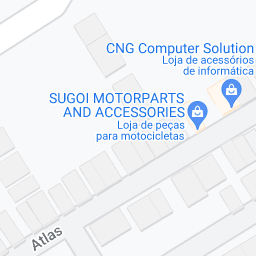 CNG Computer Solution
Loja de acessórios
de informática
SUGOI MOTORPARTS
AND ACCESSORIES
Loja de peças
para motocicletas
Atlas